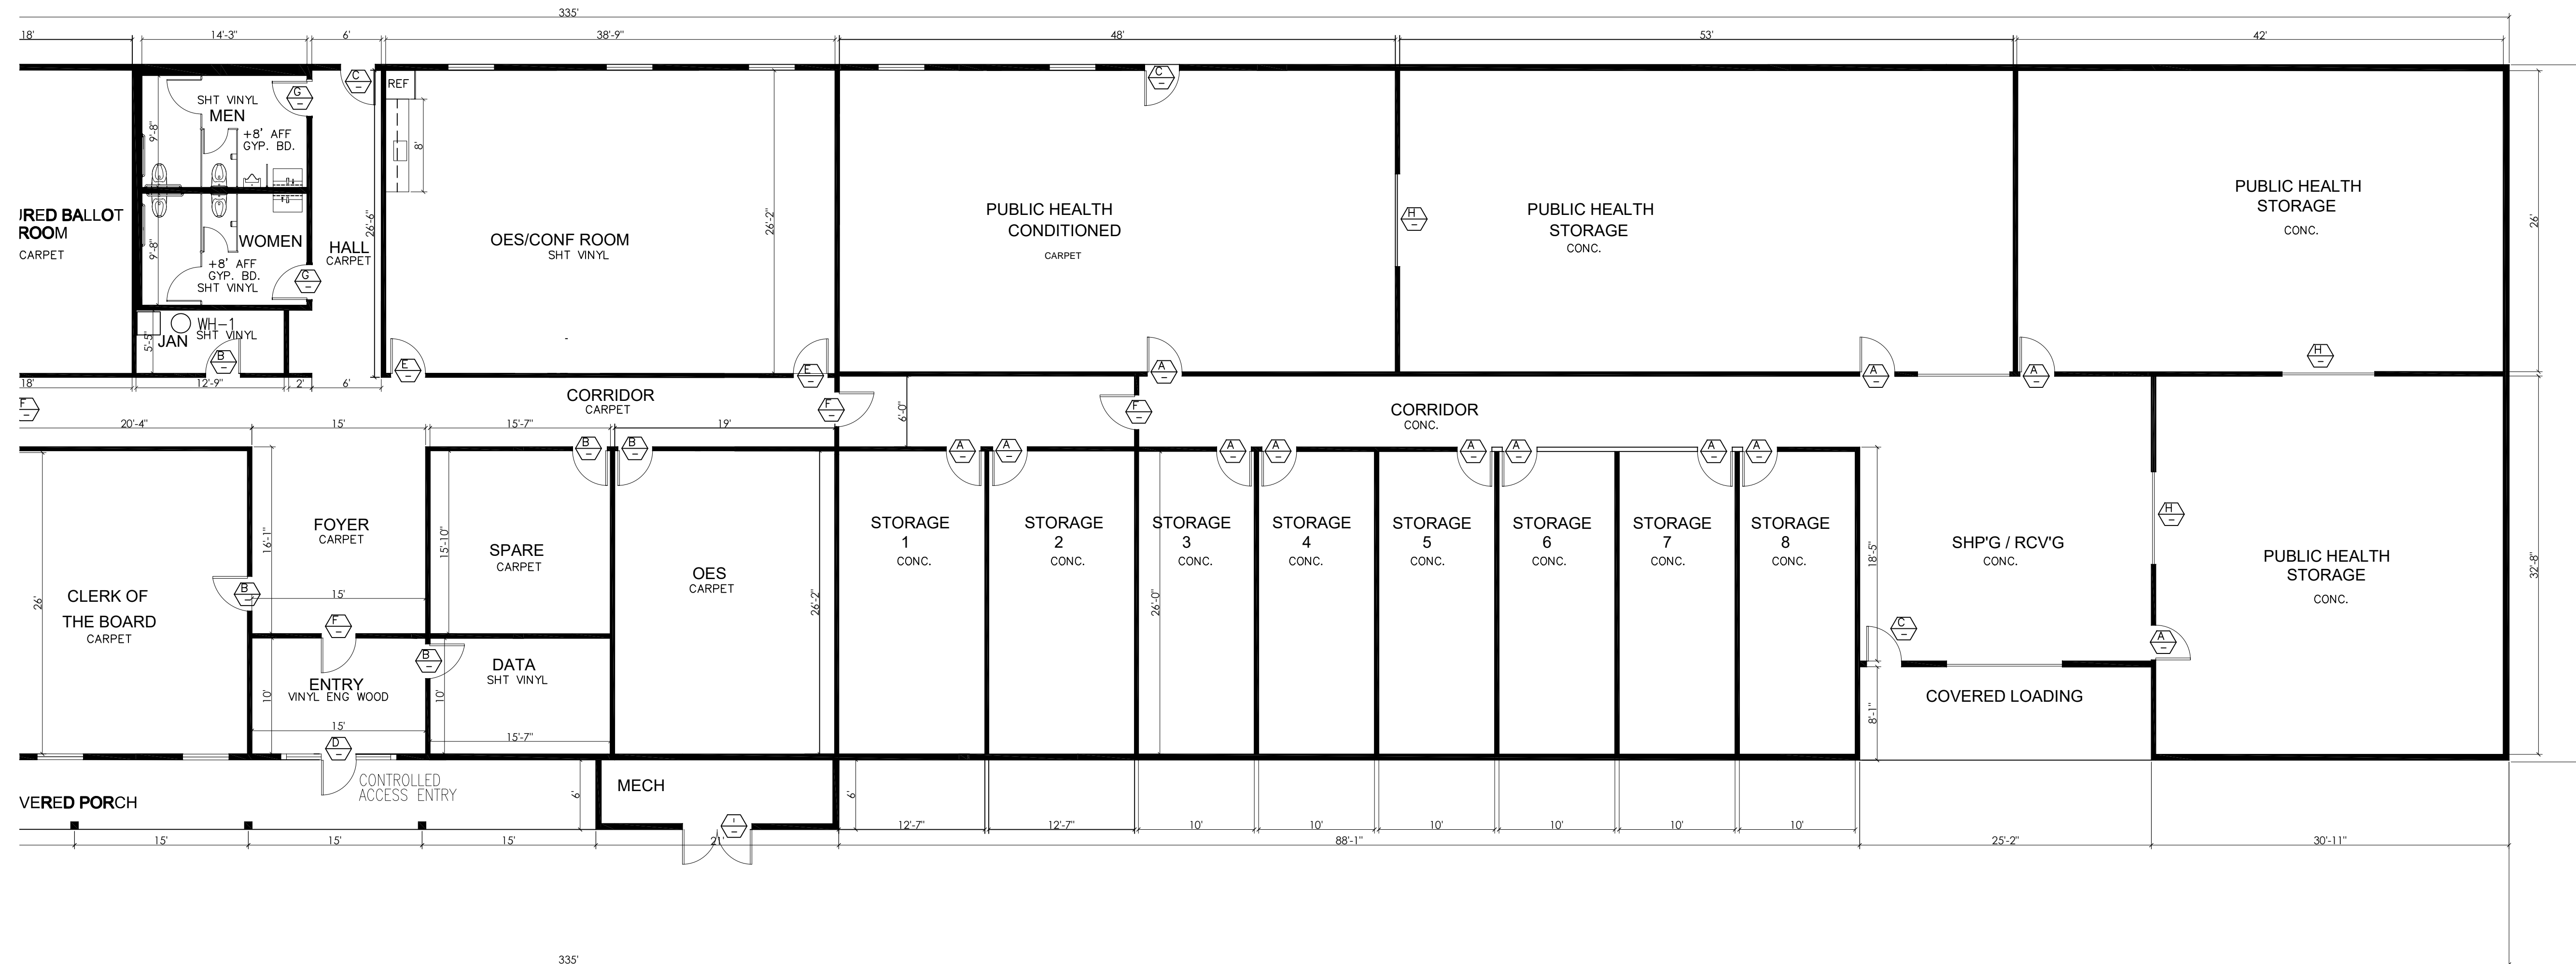 335'
18'
14'-3"
6'
38'-9"
48'
53'
42'
C
–
REF
C
–
SHT VINYL
MEN
G
–
+8' AFF
GYP. BD.
9'-8"
8'
URED BALLOT
ROOM
CARPET
WOMEN
9'-8"
+8' AFF
GYP. BD.
SHT VINYL
G
–
HALL
CARPET
26'-6"
OES/CONF ROOM
SHT VINYL
26'-2"
PUBLIC HEALTH
CONDITIONED
CARPET
H
–
PUBLIC HEALTH
STORAGE
CONC.
PUBLIC HEALTH
STORAGE
CONC.
26'
WH-1
SHT VINYL
JAN
5'-5"
B
–
E
–
E
–
A
–
A
–
A
–
H
–
18'
12'-9"
2'
6'
F
–
CORRIDOR
CARPET
F
–
6'-0"
F
–
CORRIDOR
CONC.
20'-4"
15'
15'-7"
19'
B
–
B
–
A
–
A
–
A
–
A
–
A
–
A
–
A
–
A
–
26'
CLERK OF
THE BOARD
CARPET
B
–
16'-1"
FOYER
CARPET
15'
F
–
15'-10"
SPARE
CARPET
OES
CARPET
26'-2"
STORAGE
1
CONC.
STORAGE
2
CONC.
STORAGE
3
CONC.
26'-0"
STORAGE
4
CONC.
STORAGE
5
CONC.
STORAGE
6
CONC.
STORAGE
7
CONC.
STORAGE
8
CONC.
18'-5"
SHP'G / RCV'G
CONC.
H
–
PUBLIC HEALTH
STORAGE
CONC.
32'-8"
C
–
A
–
B
–
ENTRY
VINYL ENG WOOD
10'
15'
D
–
DATA
SHT VINYL
10'
15'-7"
COVERED LOADING
8'-1"
CONTROLLED
ACCESS ENTRY
VERED PORCH
6'
MECH
6'
I
–
12'-7"
12'-7"
10'
10'
10'
10'
10'
10'
15'
15'
15'
21'
88'-1"
25'-2"
30'-11"
335'